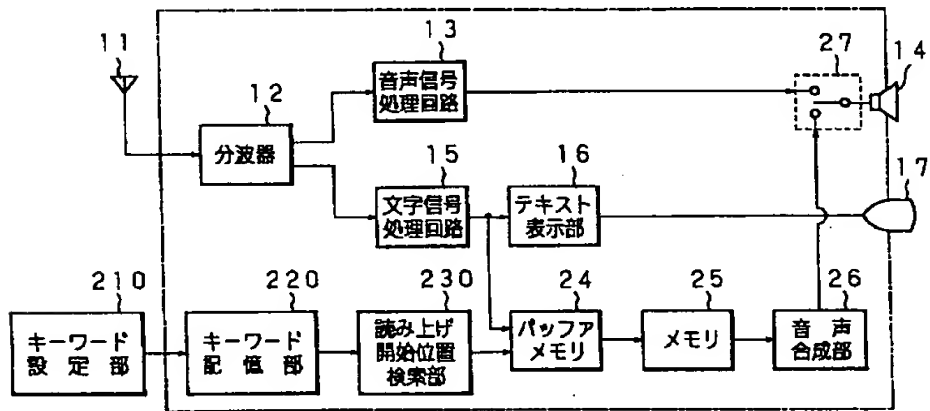 11
12
分波器
13
音声信号
処理回路
27
14
15
文字信号
処理回路
16
テキスト
表示部
17
210
キーワード
設定部
220
キーワード
記憶部
230
読み上げ
開始位置
検索部
24
バッファ
メモリ
25
メモリ
26
音声
合成部